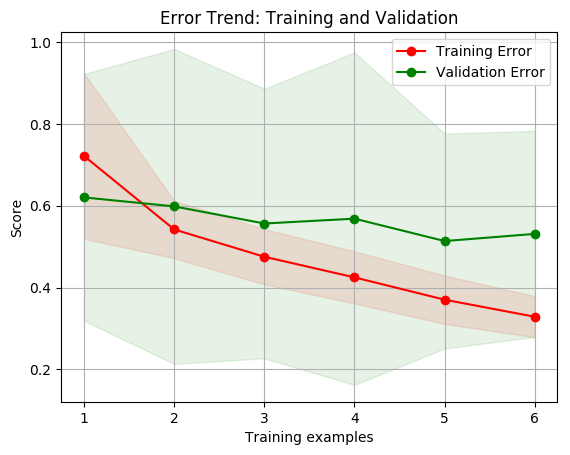 Error Trend: Training and Validation
1.0
0.8
0.6
0.4
0.2
Score
Training Error
Validation Error
1 2 3 4 5 6
Training examples